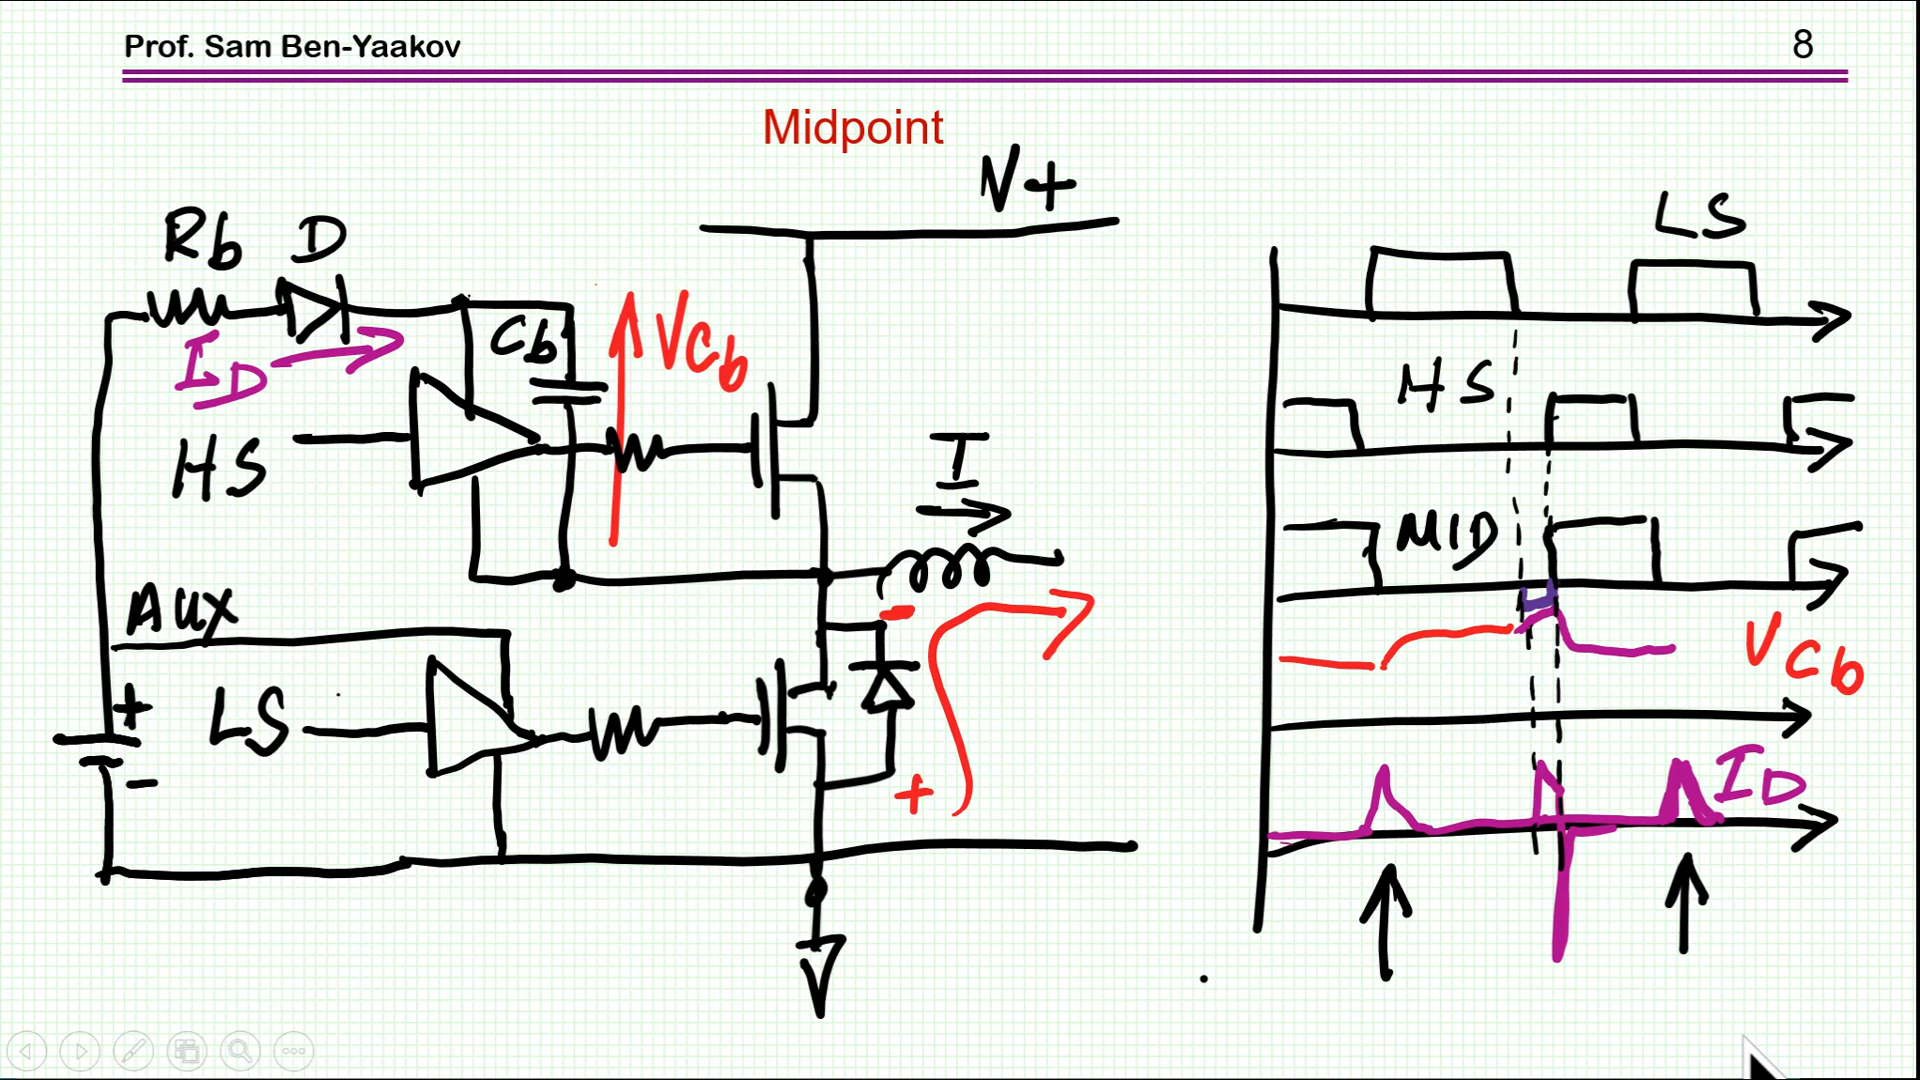 Prof. Sam Ben-Yaakov
8
Midpoint
V+
Rb D
LS
Cb
VCb
ID
HS
HS
I
MID
AUX
VCb
+
LS
-
-
+
ID